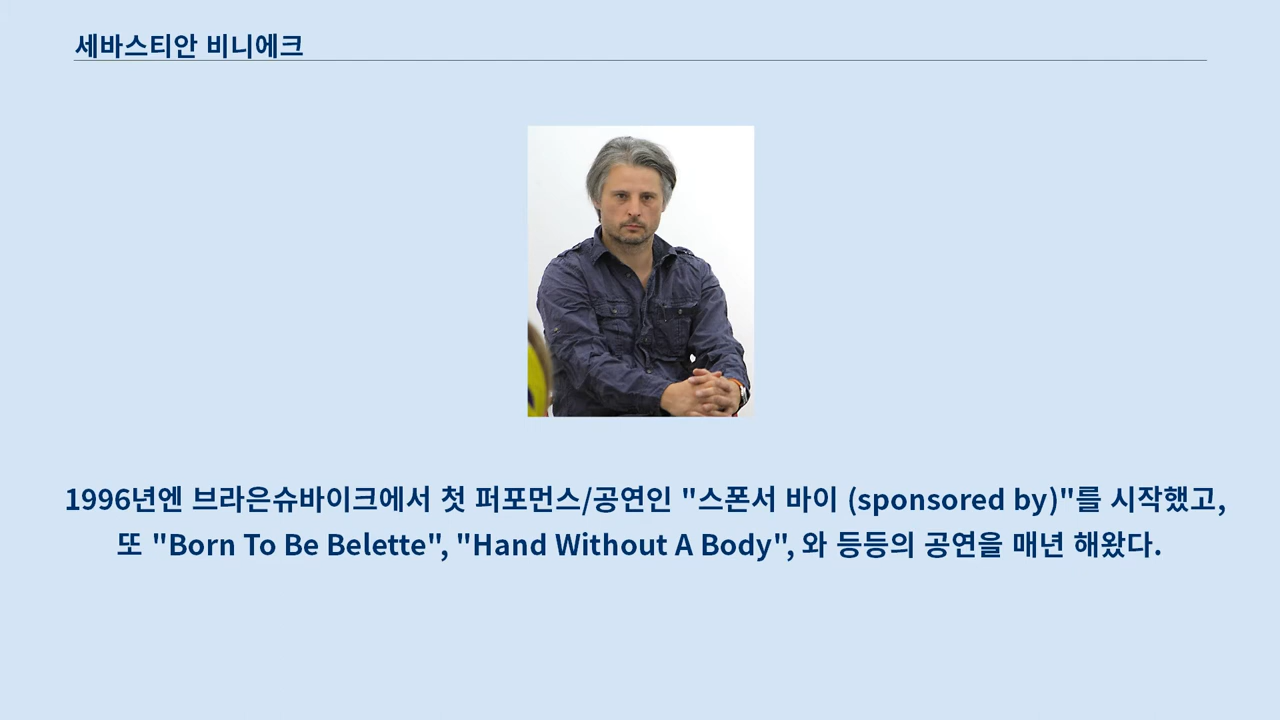 세바스티안 비니에크
1996년엔 브라운슈바이크에서 첫 퍼포먼스/공연인 "스폰서 바이 (sponsored by)"를 시작했고,
또 "Born To Be Belette", "Hand Without A Body", 와 등등의 공연을 매년 해왔다.